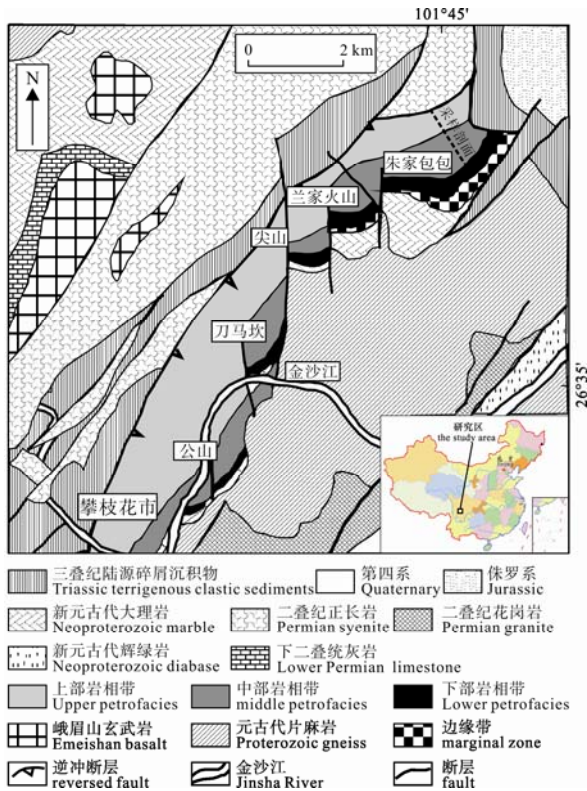 101°45'
0 2 km
N
采样剖面
朱家包包
兰家火山
尖山
刀马坎
金沙江
26°35'
公山
攀枝花市
研究区
the study area
三叠纪陆源碎屑沉积物 第四系 侏罗系
Triassic terrigenous clastic sediments Quaternary Jurassic
新元古代大理岩 二叠纪正长岩 二叠纪花岗岩
Neoproterozoic marble Permian syenite Permian granite
新元古代辉绿岩 下二叠统灰岩
Neoproterozoic diabase Lower Permian limestone
上部岩相带 中部岩相带 下部岩相带
Upper petrofacies middle petrofacies Lower petrofacies
峨眉山玄武岩 元古代片麻岩 边缘带
Emeishan basalt Proterozoic gneiss marginal zone
逆冲断层 金沙江 断层
reversed fault Jinsha River fault